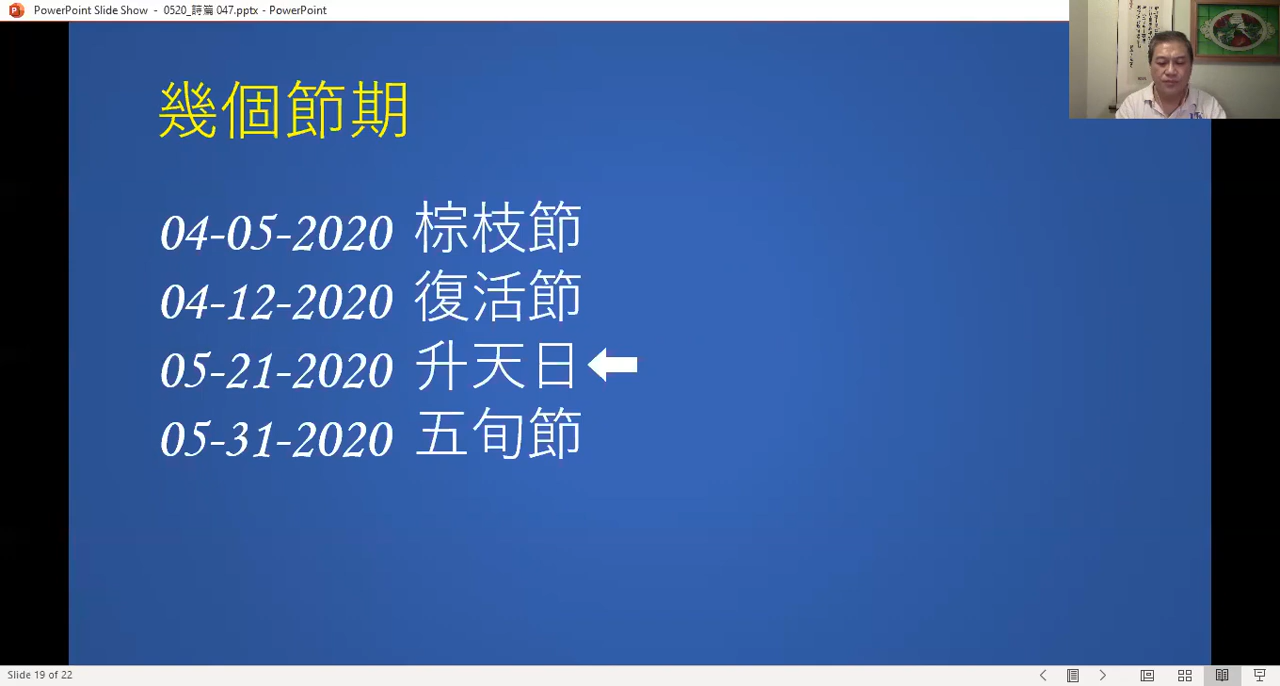 PowerPoint Slide Show - 0520_詩篇 047.pptx - PowerPoint
幾個節期
04-05-2020 棕枝節
04-12-2020 復活節
05-21-2020 升天日
05-31-2020 五旬節
Slide 19 of 22